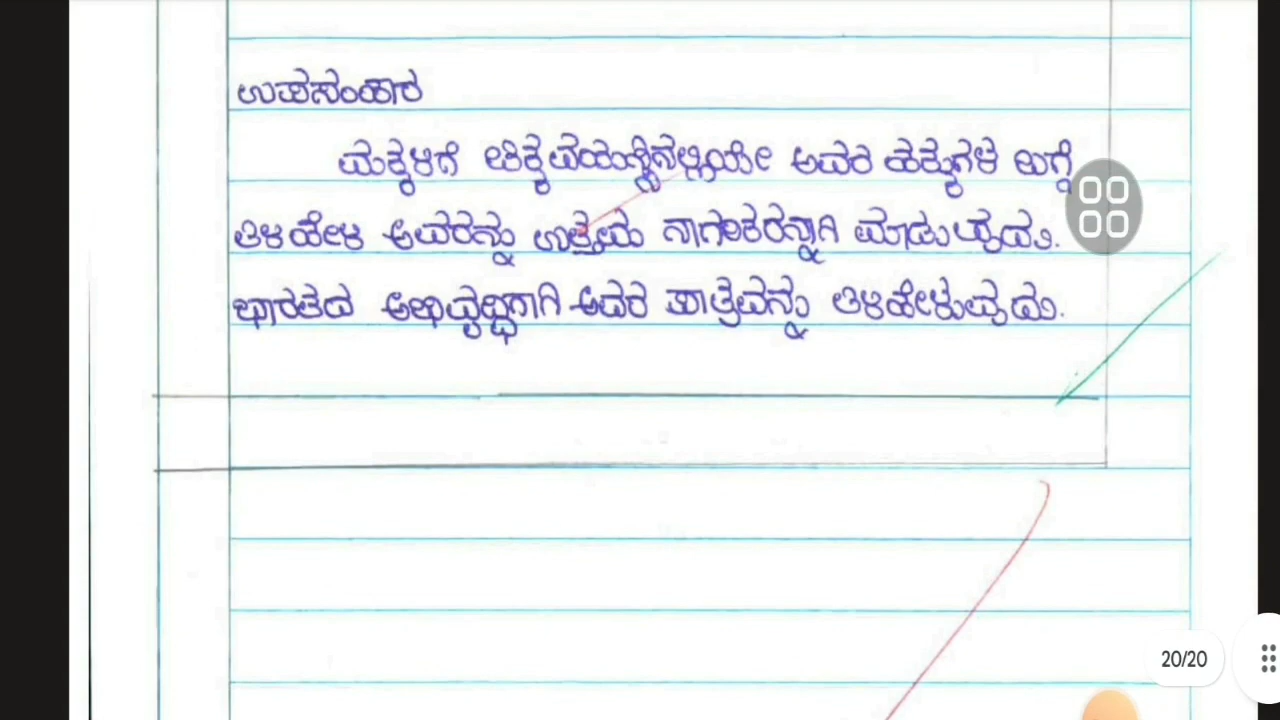 ಉಪಸಂಹಾರ
ಮಕ್ಕಳಿಗೆ ಚಿಕ್ಕವಯಸ್ಸಿನಲ್ಲಿಯೇ ಅವರ ಹಕ್ಕುಗಳ ಬಗ್ಗೆ
ತಿಳಿಹೇಳಿ ಅವರನ್ನು ಉತ್ತಮ ನಾಗರಿಕರನ್ನಾಗಿ ಮಾಡುವುದು.
ಭಾರತದ ಅಭಿವೃದ್ಧಿಗಾಗಿ ಅವರ ಪಾತ್ರವನ್ನು ತಿಳಿಹೇಳುವುದು.
20/20